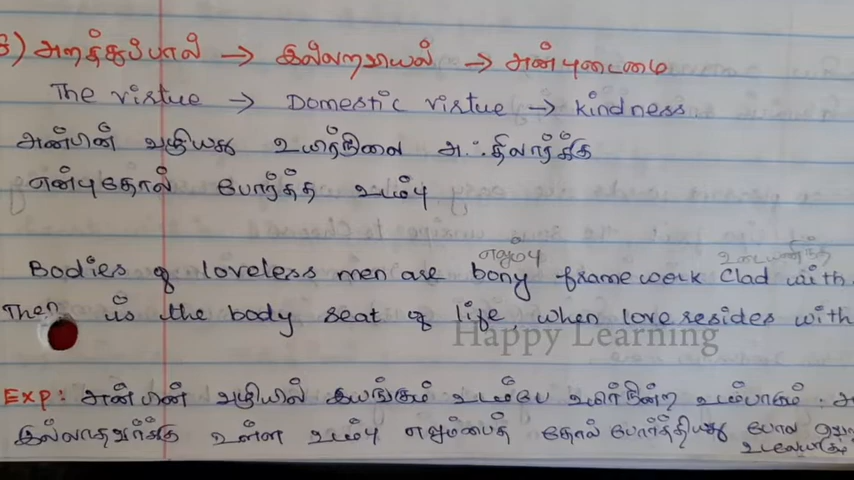 3) அறத்துப்பால் → இல்லறவியல் → அன்புடைமை
The virtue → Domestic virtue → kindness
அன்பின் வழியது உயிர்நிலை அஃதிலார்க்கு
என்புதோல் போர்த்த உடம்பு
எலும்பு
Bodies of loveless men are bony framework clad with
Then is the body seat of life, when love resides with
Happy Learning
Exp: அன்பின் வழியில் இயங்கும் உடம்பே உயிர்நின்ற உடம்பாகும்.
இல்லாதவர்க்கு உள்ள உடம்பு எலும்பைத் தோல் போர்த்தியது போல